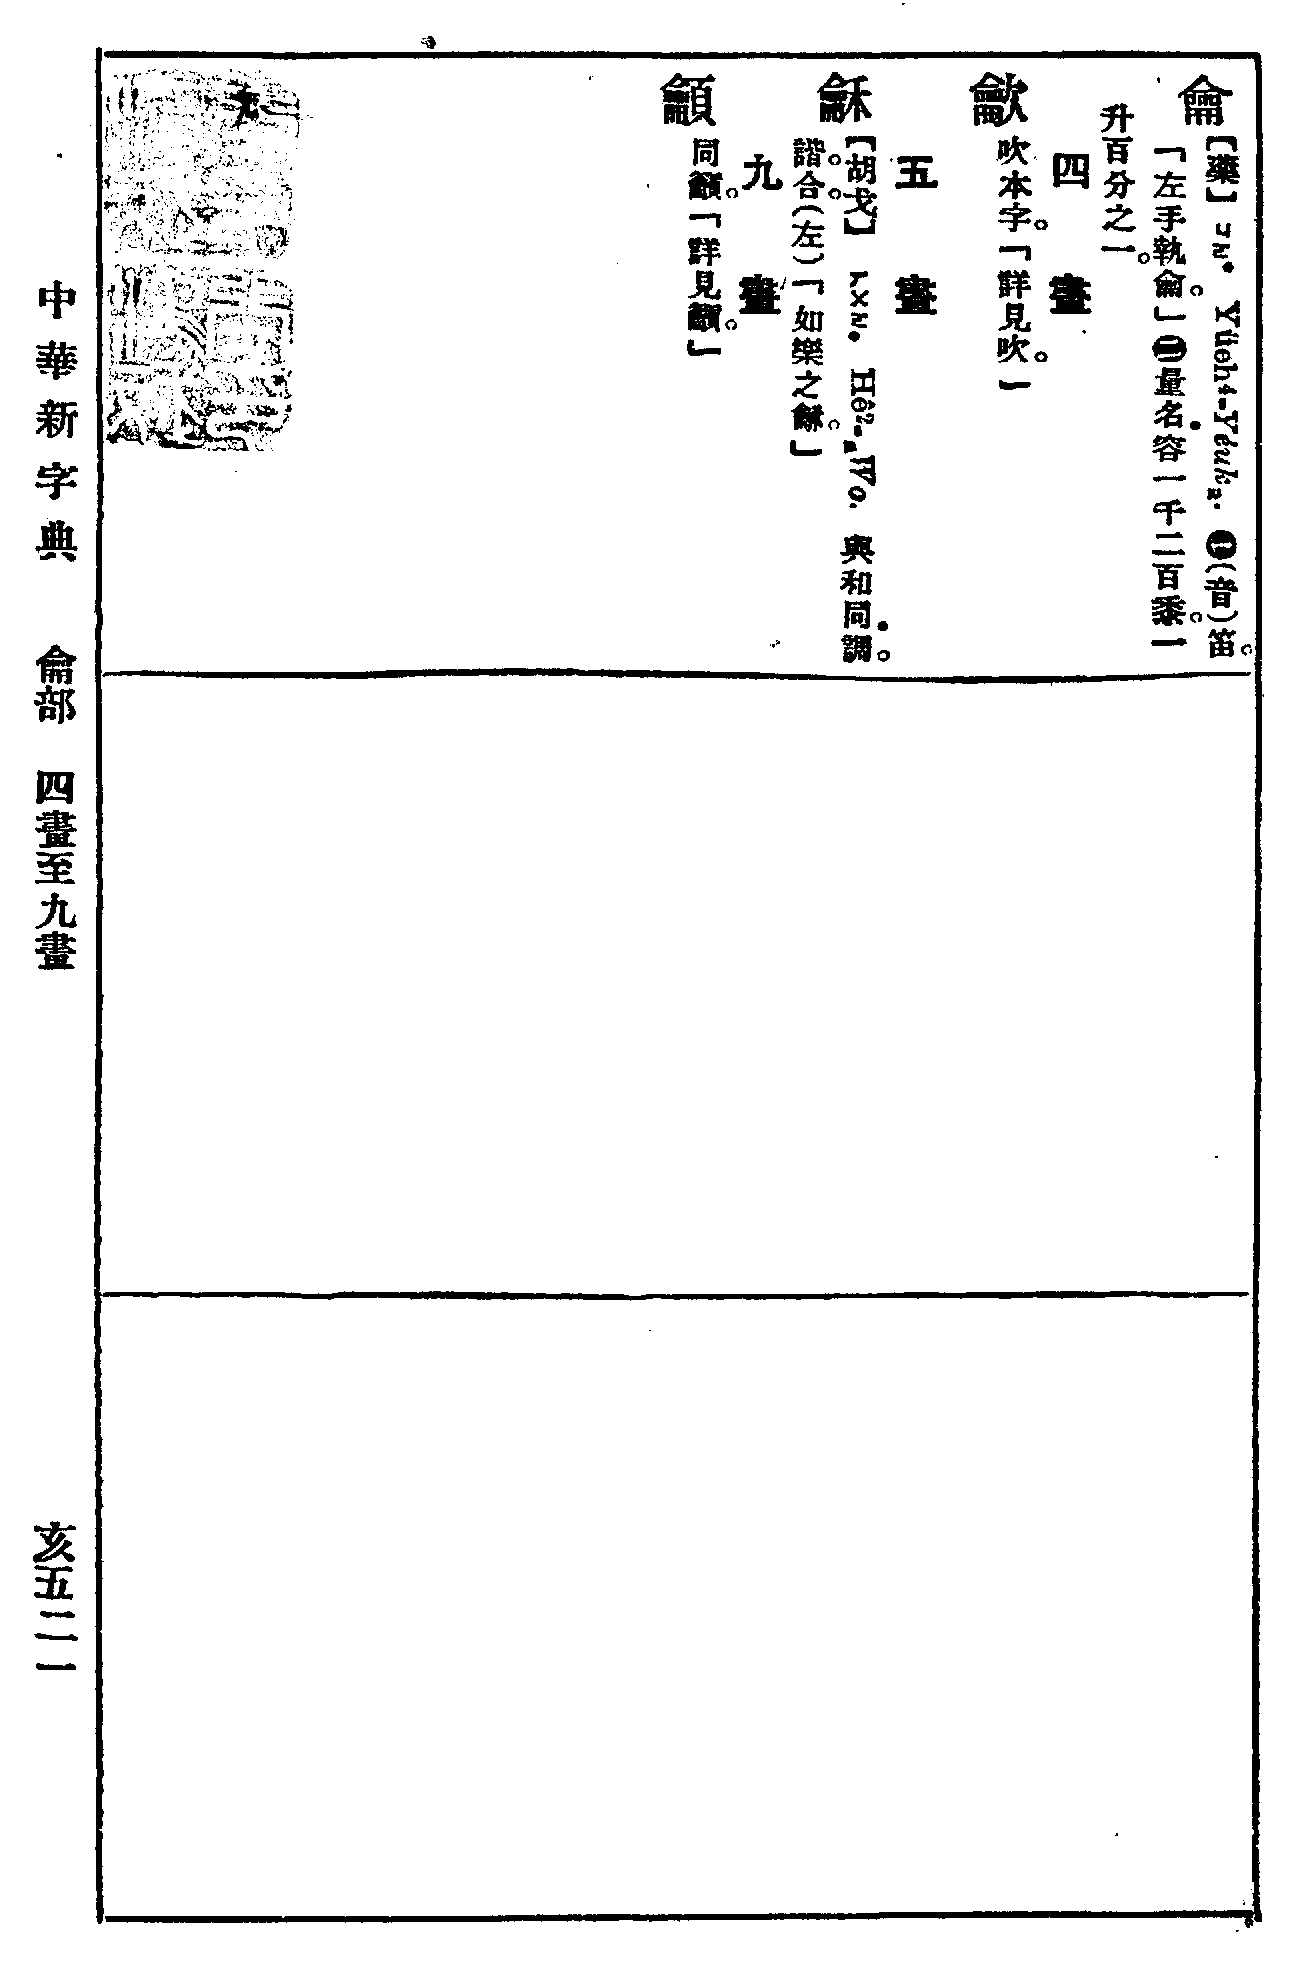 龠
【藥】ㄩㄝ• Yüeh⁴-Yeuk₂. ㊀(音)笛。
「左手執龠。」㊁量名•容一千二百黍。一
升百分之一。
四畫
龡
吹本字。「詳見吹。」
五畫
龢
【胡戈】ㄏㄨㄛ• Hê²-₂Wo. 與和同•調。
諧。合。(左)「如樂之龢。」
九畫
龥
同籲。「詳見籲。」
中華新字典 龠部 四畫至九畫 亥五二一